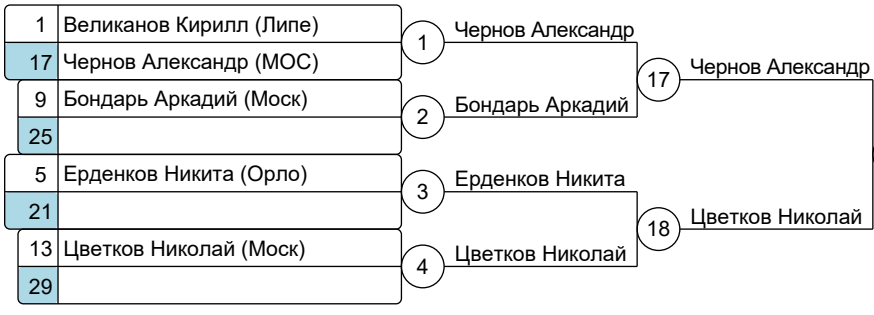 1 Великанов Кирилл (Липе)
17 Чернов Александр (МОС)
9 Бондарь Аркадий (Моск)
25
5 Ерденков Никита (Орло)
21
13 Цветков Николай (Моск)
29
1 Чернов Александр
2 Бондарь Аркадий
3 Ерденков Никита
4 Цветков Николай
17 Чернов Александр
18 Цветков Николай